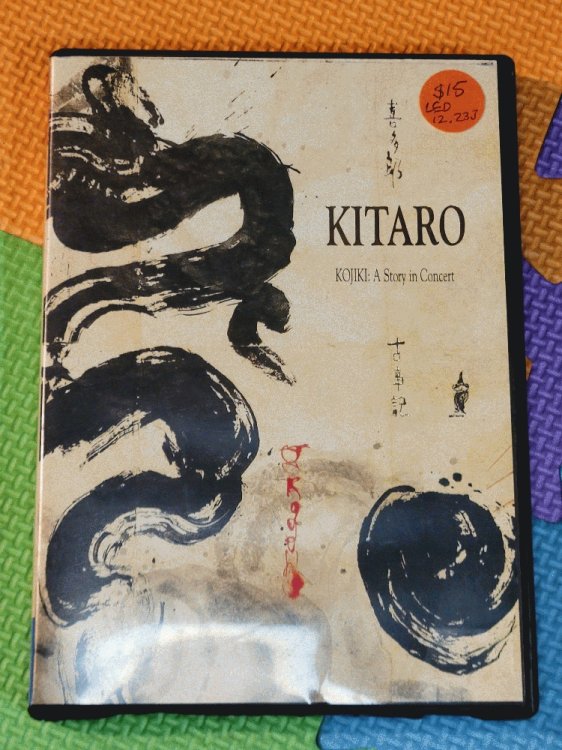 $15
LED
12.23J
喜多郎
KITARO
KOJIKI: A Story in Concert
古事記